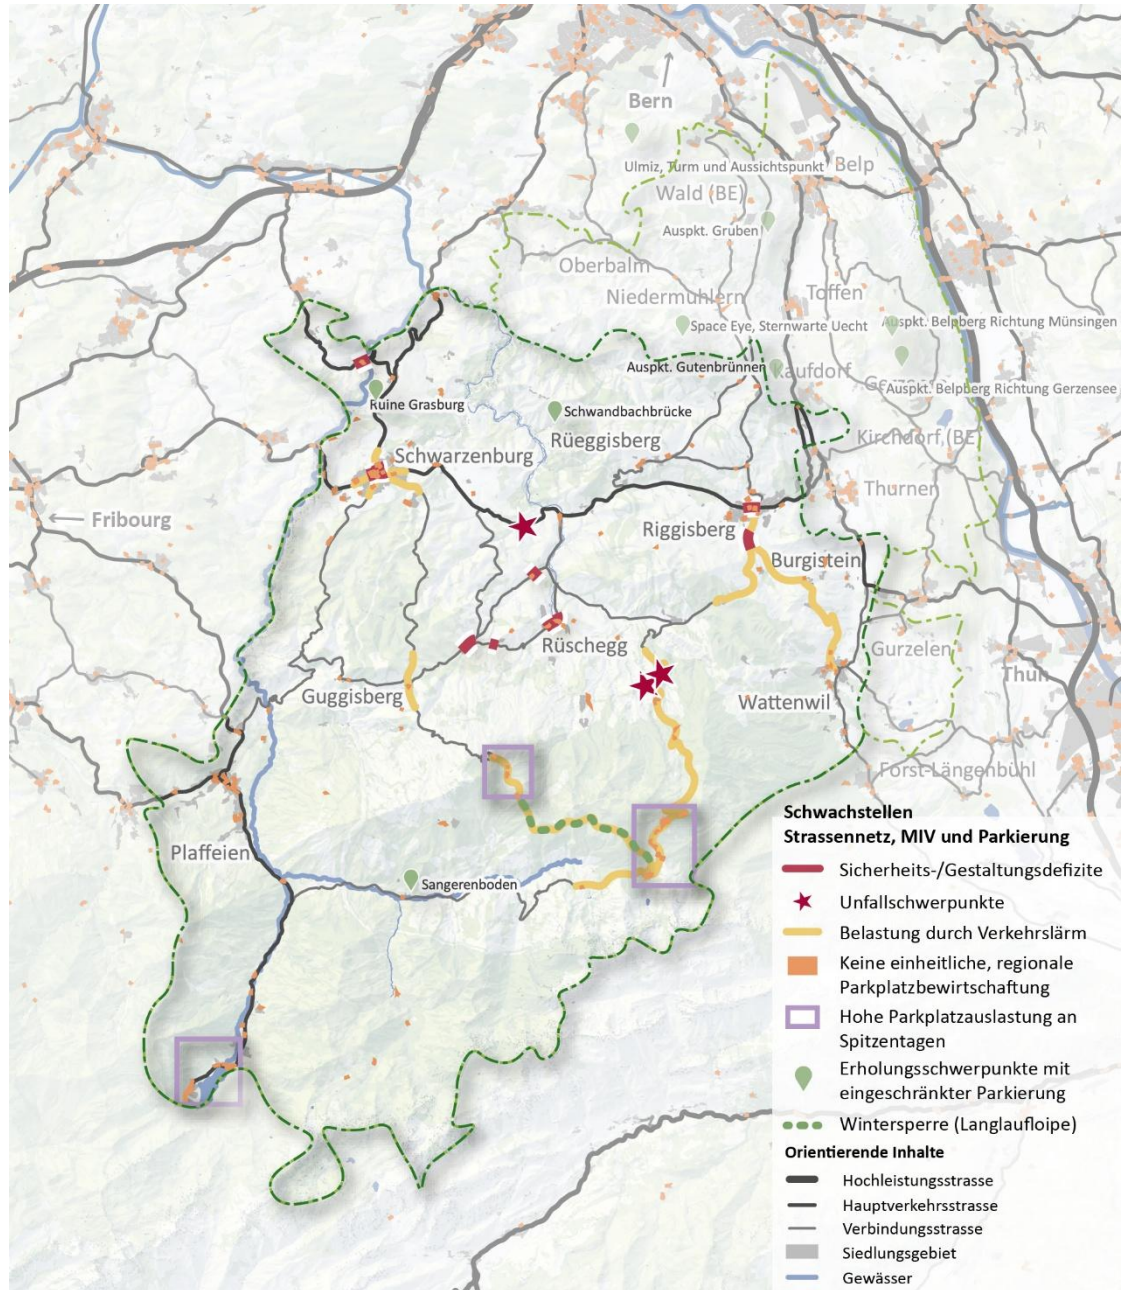 Bern
Ulmiz, Turm und Aussichtspunkt
Belp
Wald (BE)
Auspkt. Gruben
Oberbalm
Niedermuhlern
Toffen
Space Eye, Sternwarte Uecht
Auspkt. Belpberg Richtung Münsingen
Auspkt. Gutenbrünnen
Kaufdorf
Auspkt. Belpberg Richtung Gerzensee
Ruine Grasburg
Schwandbachbrücke
Rüeggisberg
Kirchdorf (BE
Schwarzenburg
Thurnen
← Fribourg
Riggisberg
Burgistein
Rüschegg
Gurzelen
Thun
Guggisberg
Wattenwil
Forst-Längenbühl
Plaffeien
Sangerenboden
Schwachstellen
Strassennetz, MIV und Parkierung
Sicherheits-/Gestaltungsdefizite
Unfallschwerpunkte
Belastung durch Verkehrslärm
Keine einheitliche, regionale
Parkplatzbewirtschaftung
Hohe Parkplatzauslastung an
Spitzentagen
Erholungsschwerpunkte mit
eingeschränkter Parkierung
Wintersperre (Langlaufloipe)
Orientierende Inhalte
Hochleistungsstrasse
Hauptverkehrsstrasse
Verbindungsstrasse
Siedlungsgebiet
Gewässer